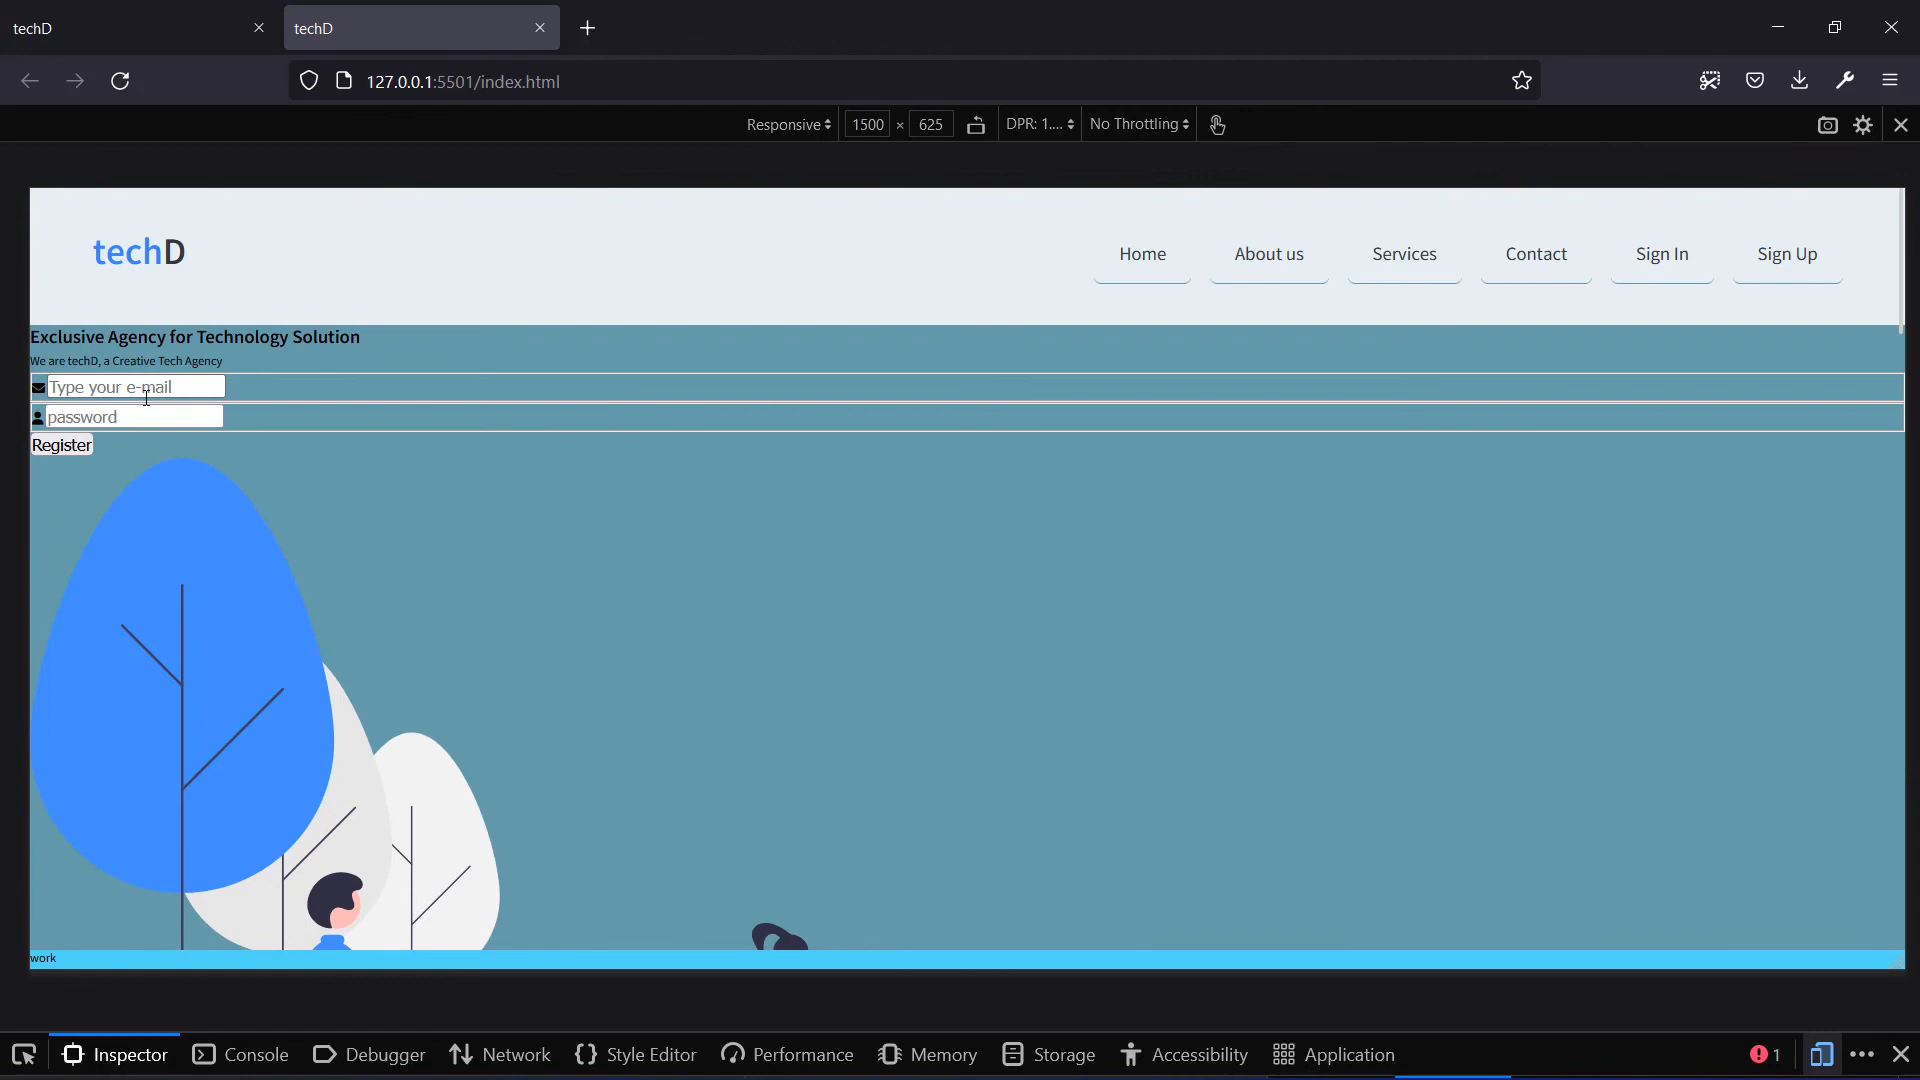 techD
techD
127.0.0.1:5501/index.html
Responsive 1500 × 625 DPR: 1.... No Throttling
techD
Home About us Services Contact Sign In Sign Up
Exclusive Agency for Technology Solution
We are techD, a Creative Tech Agency
Type your e-mail
password
Register
work
Inspector Console Debugger Network Style Editor Performance Memory Storage Accessibility Application 1